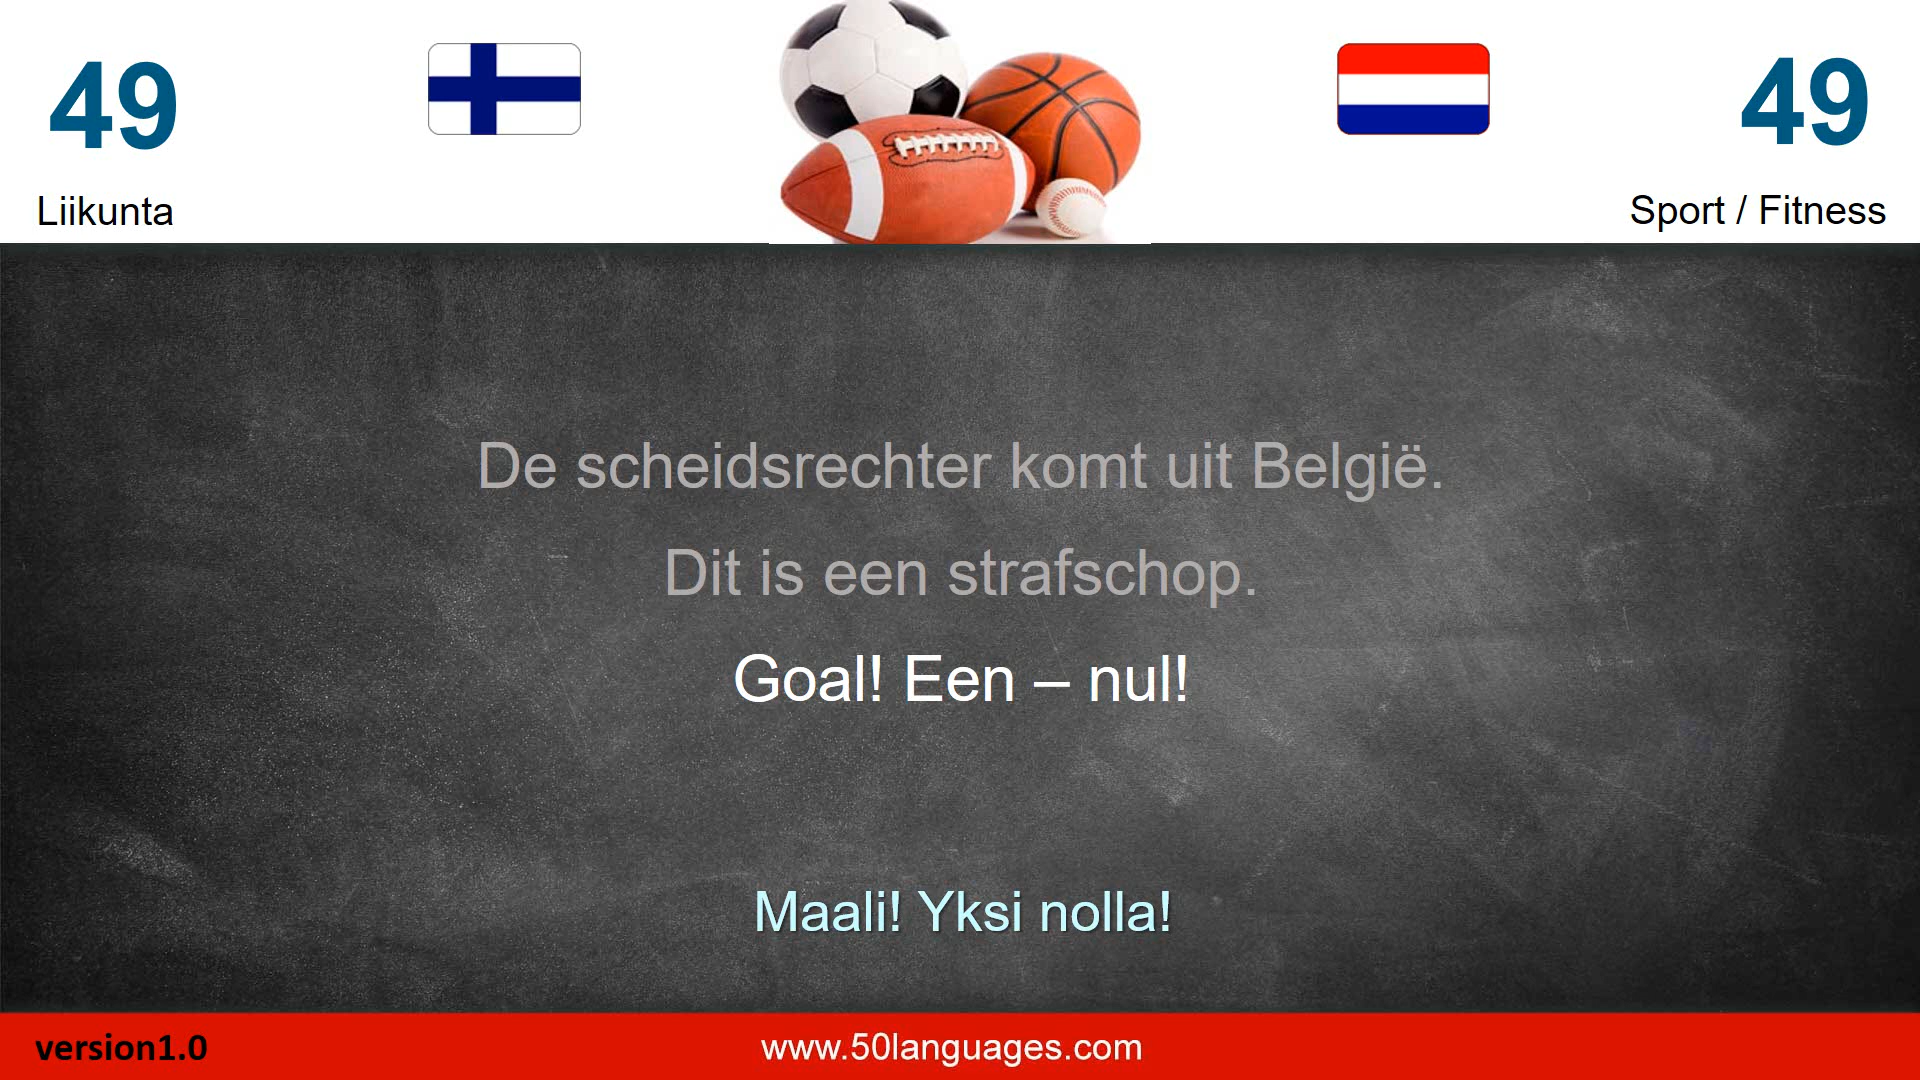 49
49
Liikunta
Sport / Fitness
De scheidsrechter komt uit België.
Dit is een strafschop.
Goal! Een – nul!
Maali! Yksi nolla!
version1.0
www.50languages.com